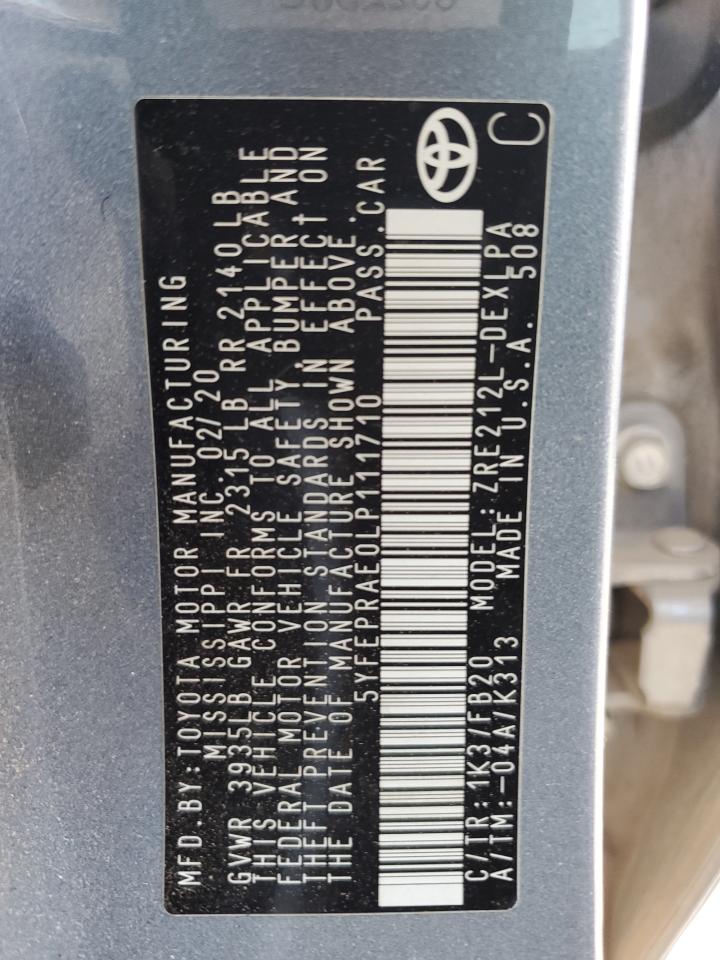 MFD.BY:TOYOTA MOTOR MANUFACTURING
MISSISSIPPI INC.02/20
GVWR 3935LB GAWR FR 2315LB RR 2140LB
THIS VEHICLE CONFORMS TO ALL APPLICABLE
FEDERAL MOTOR VEHICLE SAFETY,BUMPER AND
THEFT PREVENTION STANDARDS IN EFFECT ON
THE DATE OF MANUFACTURE SHOWN ABOVE.
5YFEPRAE0LP111710 PASS.CAR
C/TR:1K3/FB20 MODEL:ZRE212L-DEXLPA
A/TM:-04A/K313 MADE IN U.S.A. 508
C